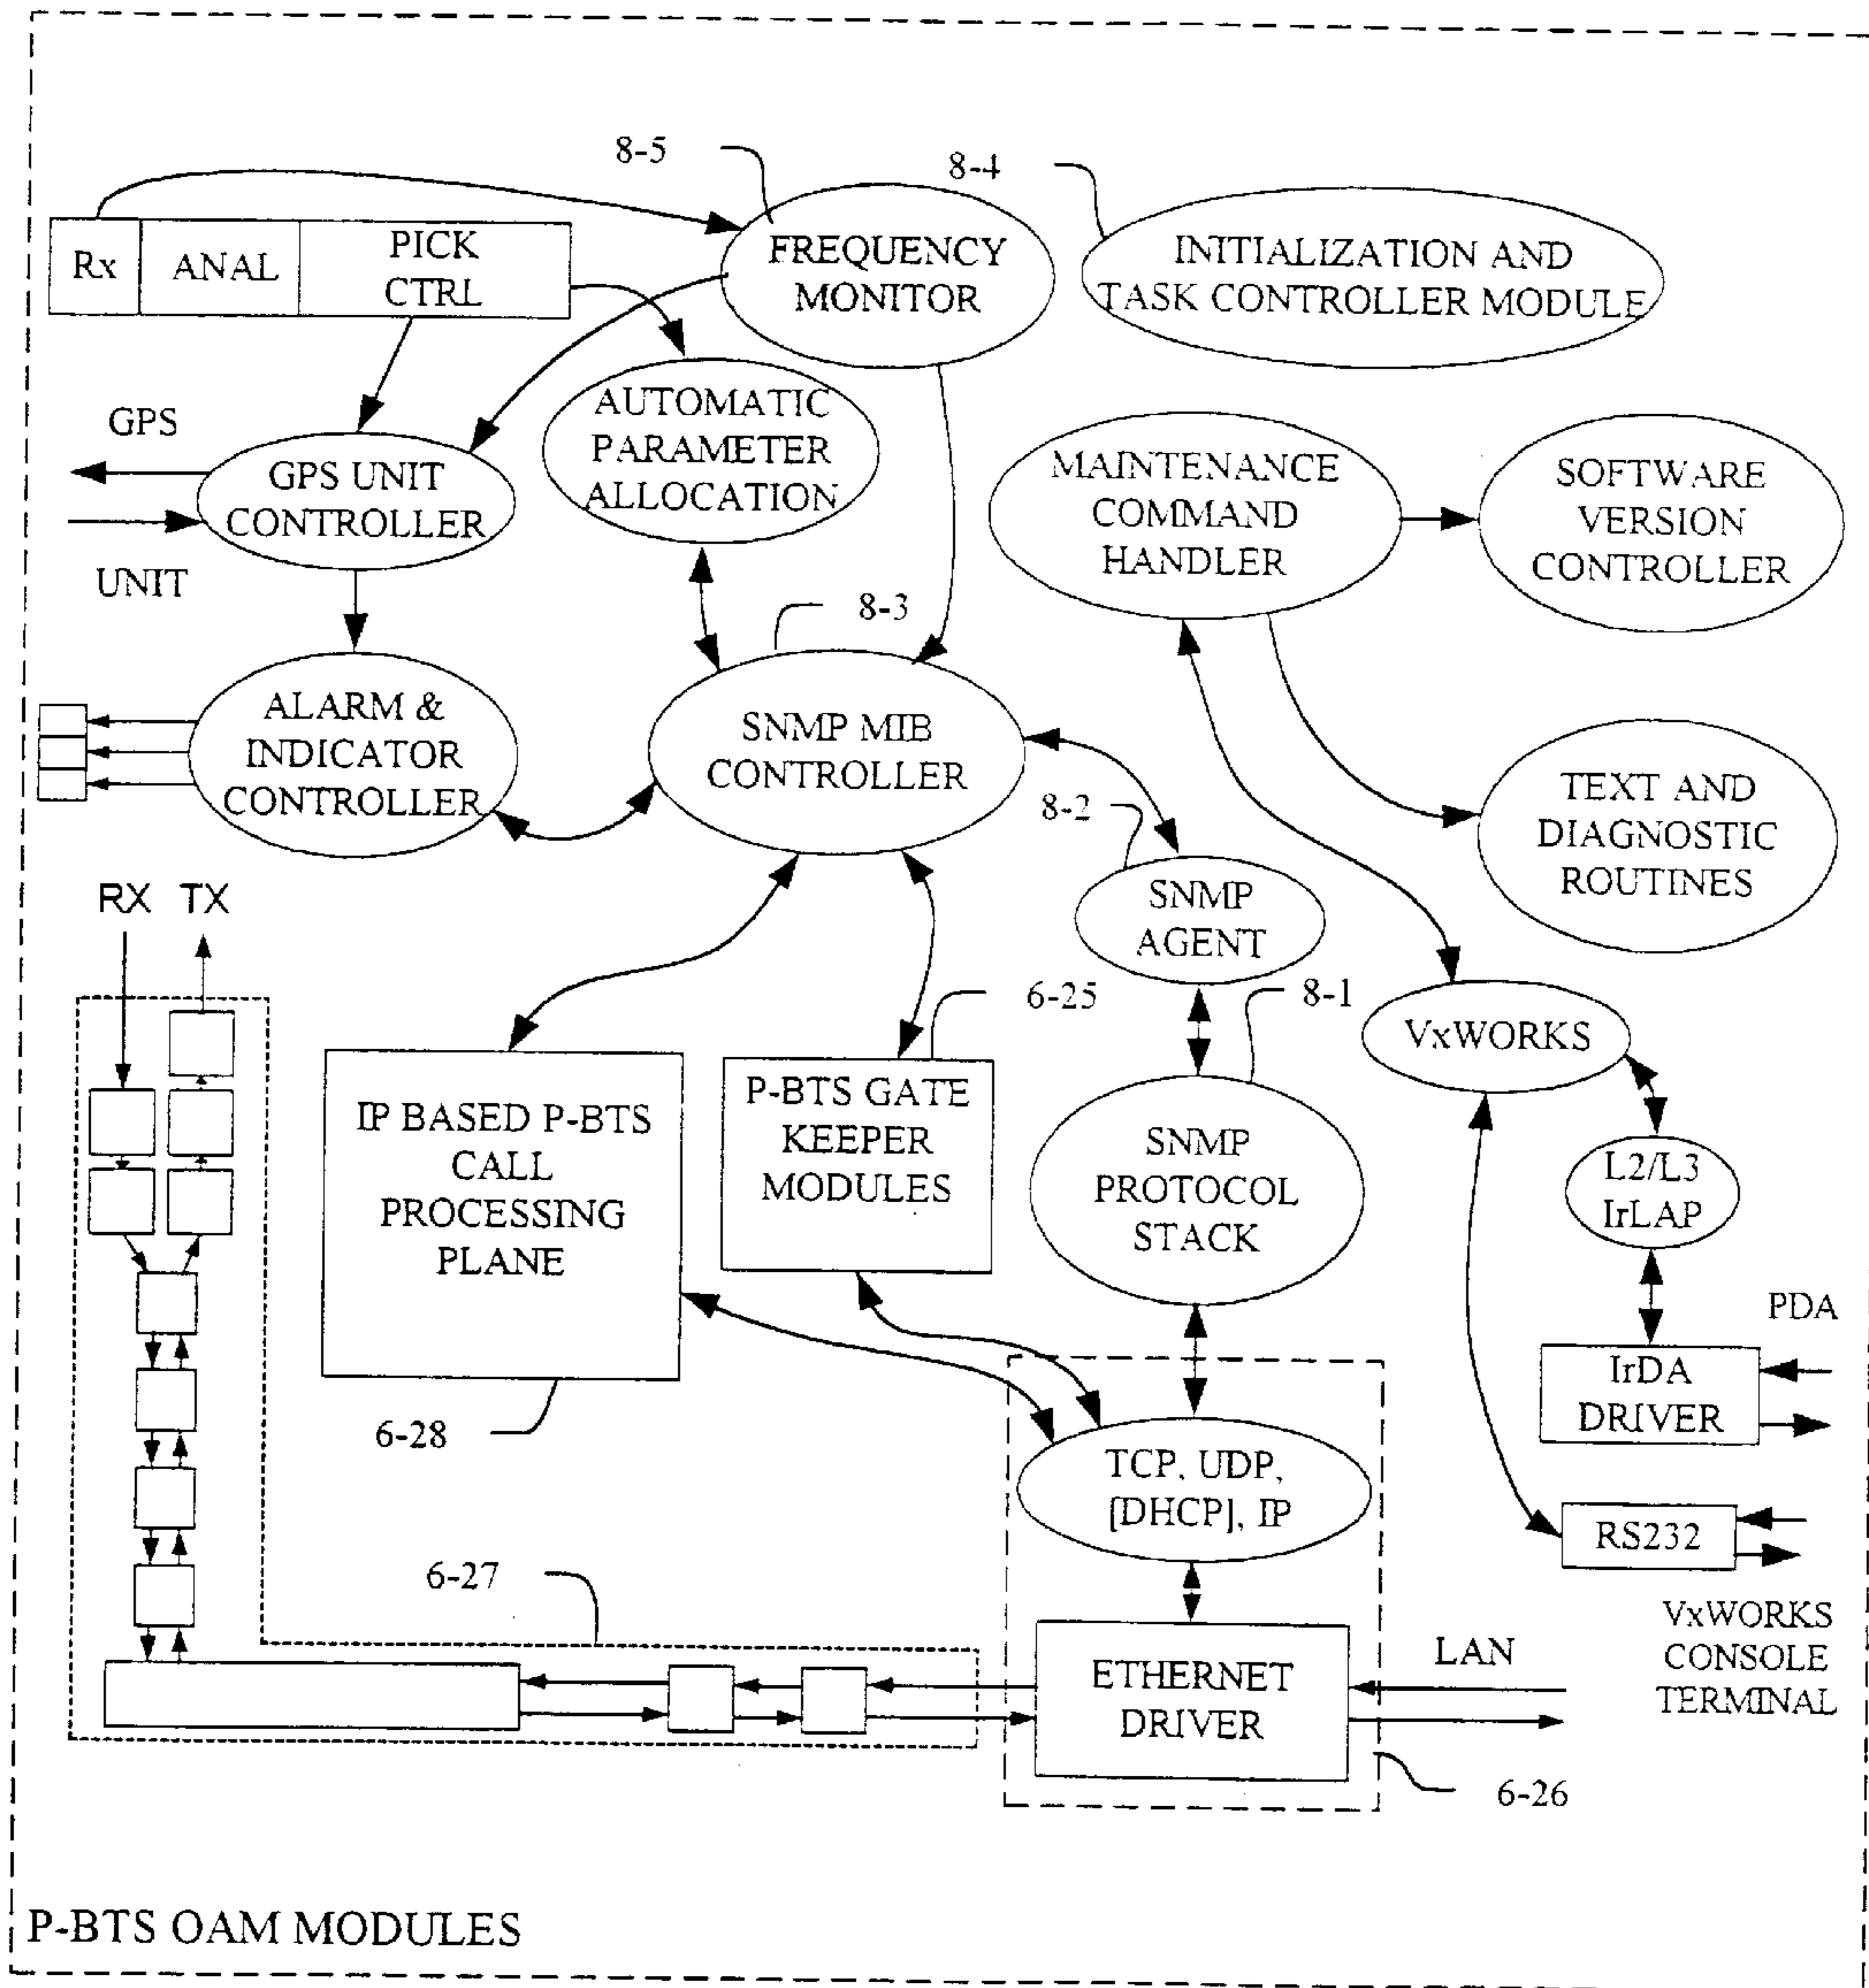 8-5
8-4
Rx
ANAL
PICK
CTRL
FREQUENCY
MONITOR
INITIALIZATION AND
TASK CONTROLLER MODULE
GPS
UNIT
GPS UNIT
CONTROLLER
AUTOMATIC
PARAMETER
ALLOCATION
MAINTENANCE
COMMAND
HANDLER
SOFTWARE
VERSION
CONTROLLER
8-3
ALARM &
INDICATOR
CONTROLLER
SNMP MIB
CONTROLLER
8-2
SNMP
AGENT
TEXT AND
DIAGNOSTIC
ROUTINES
RX TX
6-25
8-1
VxWORKS
IP BASED P-BTS
CALL
PROCESSING
PLANE
P-BTS GATE
KEEPER
MODULES
SNMP
PROTOCOL
STACK
L2/L3
IrLAP
PDA
IrDA
DRIVER
6-28
TCP, UDP,
[DHCP], IP
RS232
6-27
VxWORKS
CONSOLE
TERMINAL
LAN
ETHERNET
DRIVER
6-26
P-BTS OAM MODULES